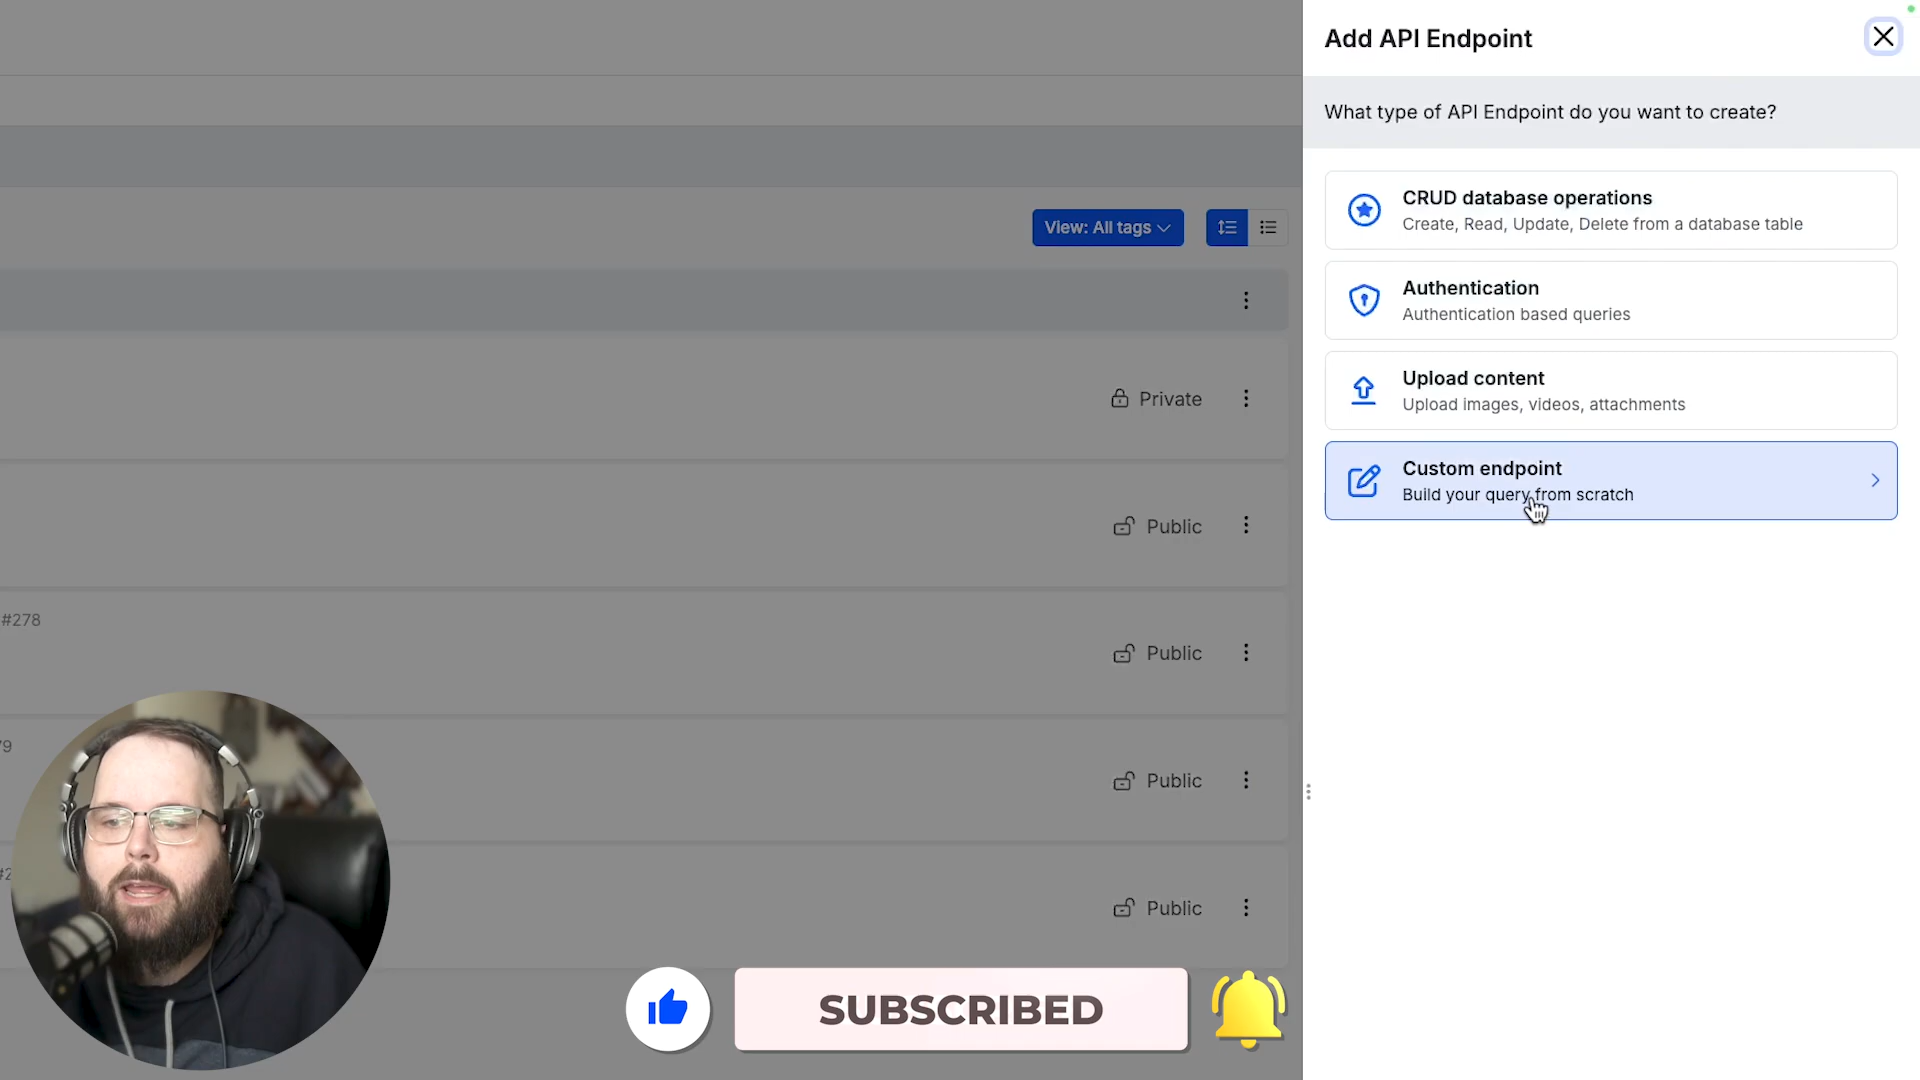 Add API Endpoint
What type of API Endpoint do you want to create?
CRUD database operations
Create, Read, Update, Delete from a database table
Authentication
Authentication based queries
Upload content
Upload images, videos, attachments
Custom endpoint
Build your query from scratch
View: All tags
Private
Public
#278
Public
79
Public
#2
Public
SUBSCRIBED